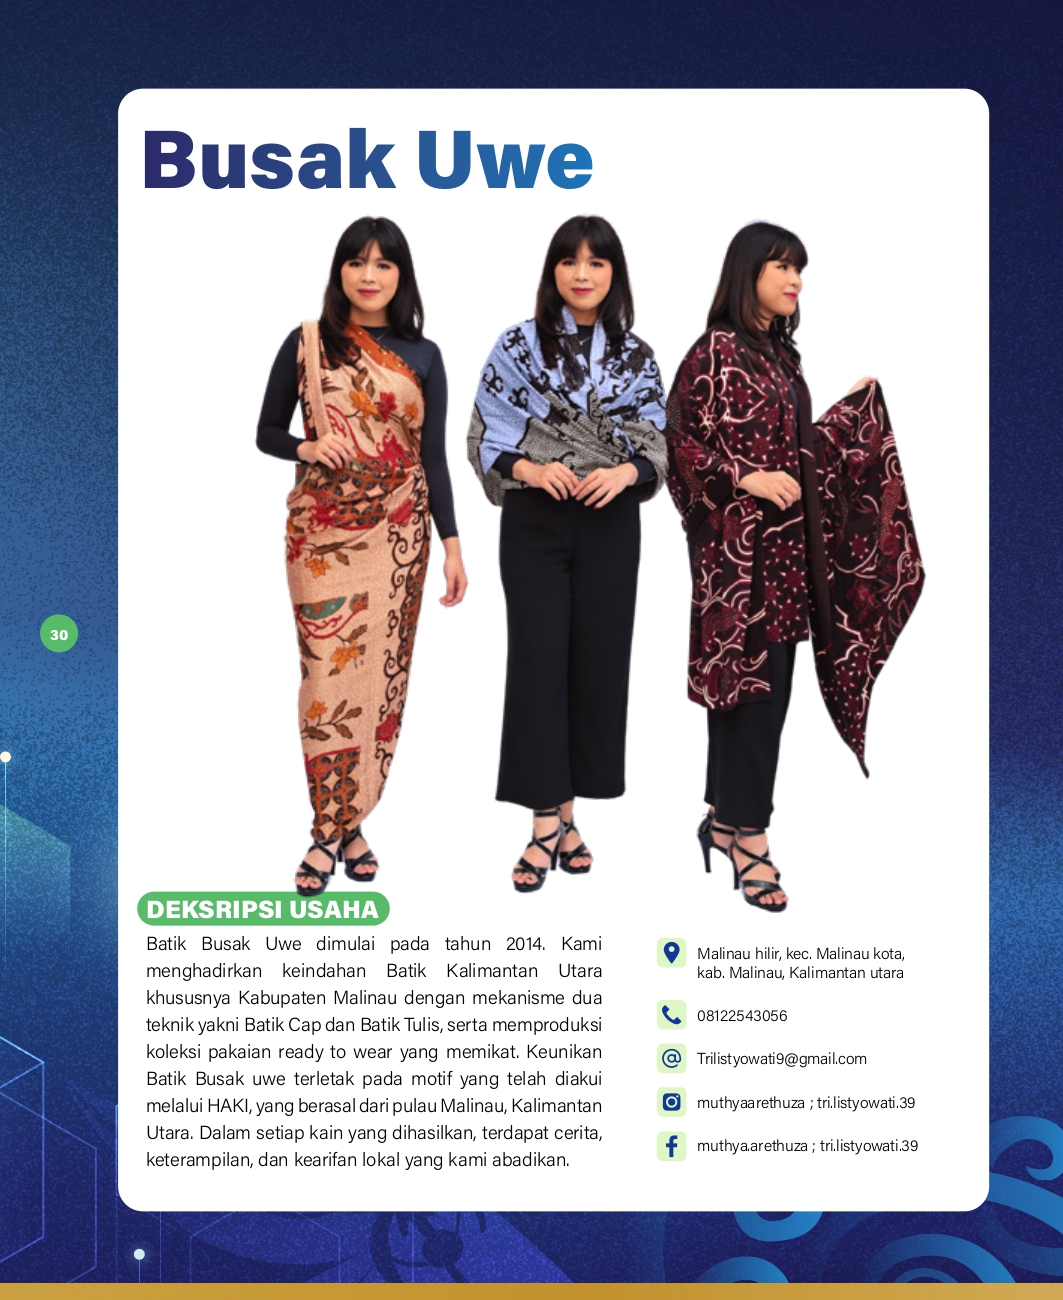 Busak Uwe
30
DEKSRIPSI USAHA
Batik Busak Uwe dimulai pada tahun 2014. Kami
menghadirkan keindahan Batik Kalimantan Utara
khususnya Kabupaten Malinau dengan mekanisme dua
teknik yakni Batik Cap dan Batik Tulis, serta memproduksi
koleksi pakaian ready to wear yang memikat. Keunikan
Batik Busak uwe terletak pada motif yang telah diakui
melalui HAKI, yang berasal dari pulau Malinau, Kalimantan
Utara. Dalam setiap kain yang dihasilkan, terdapat cerita,
keterampilan, dan kearifan lokal yang kami abadikan.
Malinau hilir, kec. Malinau kota,
kab. Malinau, Kalimantan utara
08122543056
Trilistyowati9@gmail.com
muthyaarethuza ; tri.listyowati.39
muthya.arethuza ; tri.listyowati.39